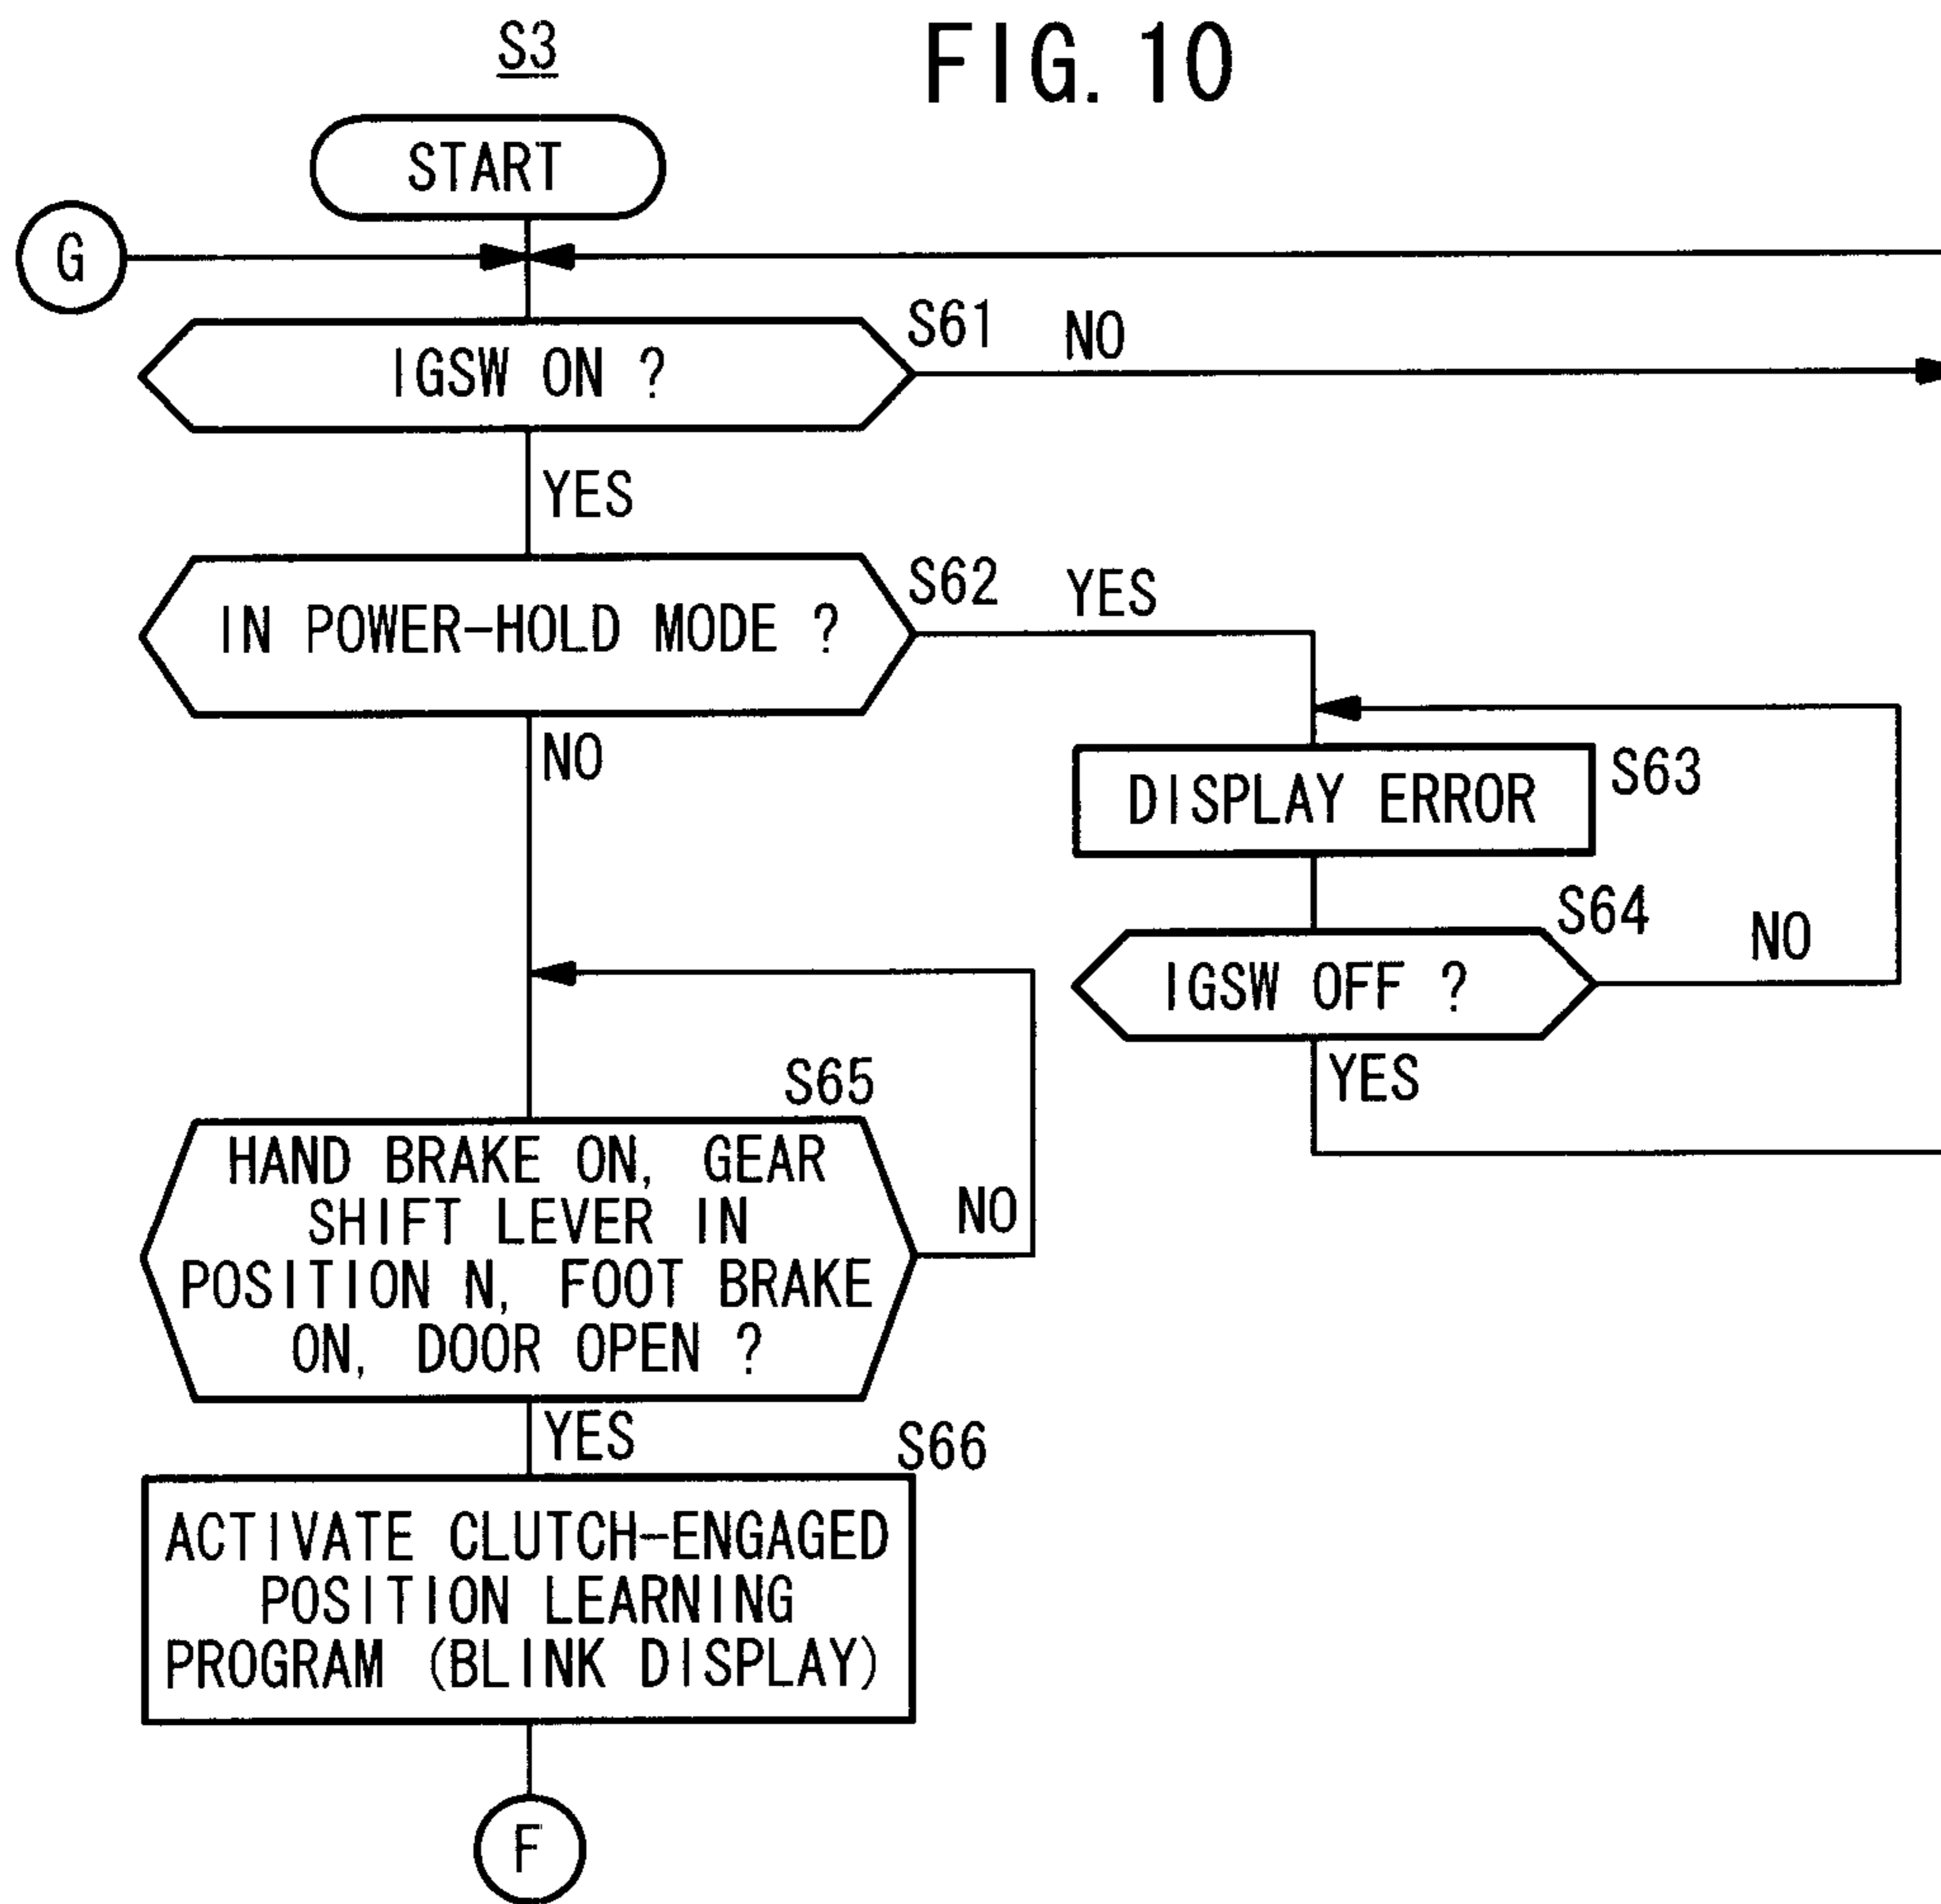 S3
FIG. 10
START
G
IGSW ON ?
S61
NO
YES
IN POWER-HOLD MODE ?
S62
YES
NO
DISPLAY ERROR
S63
IGSW OFF ?
S64
NO
YES
S65
HAND BRAKE ON, GEAR
SHIFT LEVER IN
POSITION N, FOOT BRAKE
ON, DOOR OPEN ?
NO
YES
S66
ACTIVATE CLUTCH-ENGAGED
POSITION LEARNING
PROGRAM (BLINK DISPLAY)
F